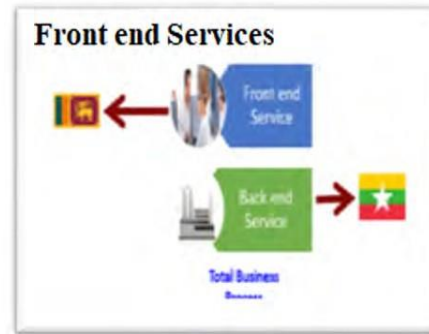 Front end Services
Front end
Service
Back end
Service
Total Business